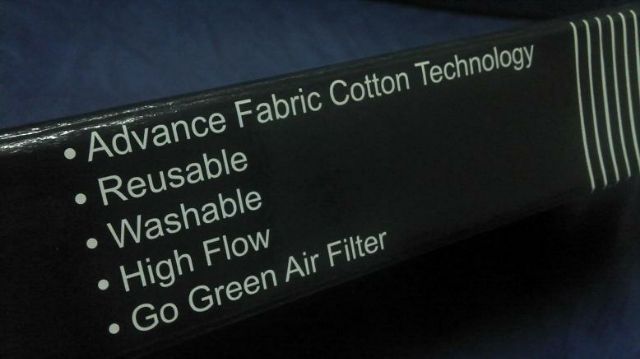 • Advance Fabric Cotton Technology
• Reusable
• Washable
• High Flow
• Go Green Air Filter